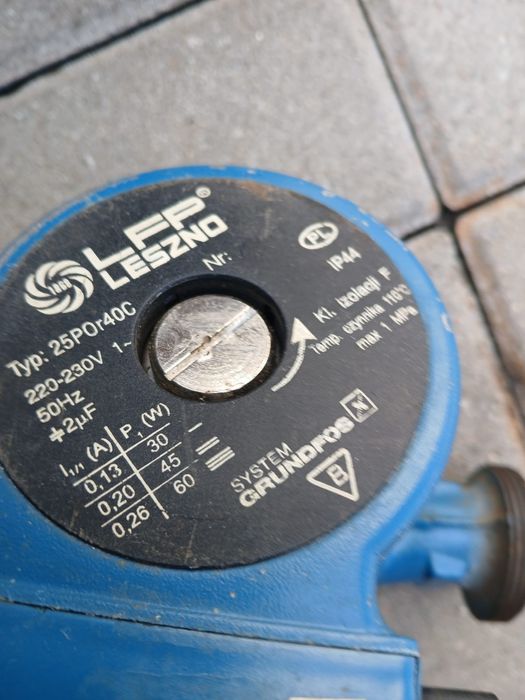 LFP®
LESZNO
Typ: 25POr40C
Nr:
220-230V 1~
50Hz
2µF
I1/1 (A) P1 (W)
0,13 30
0,20 45
0,26 60
PL
IP44
Kl. izolacji F
Temp. czynnika 110°C
max 1 MPa
SYSTEM
GRUNDFOS
B